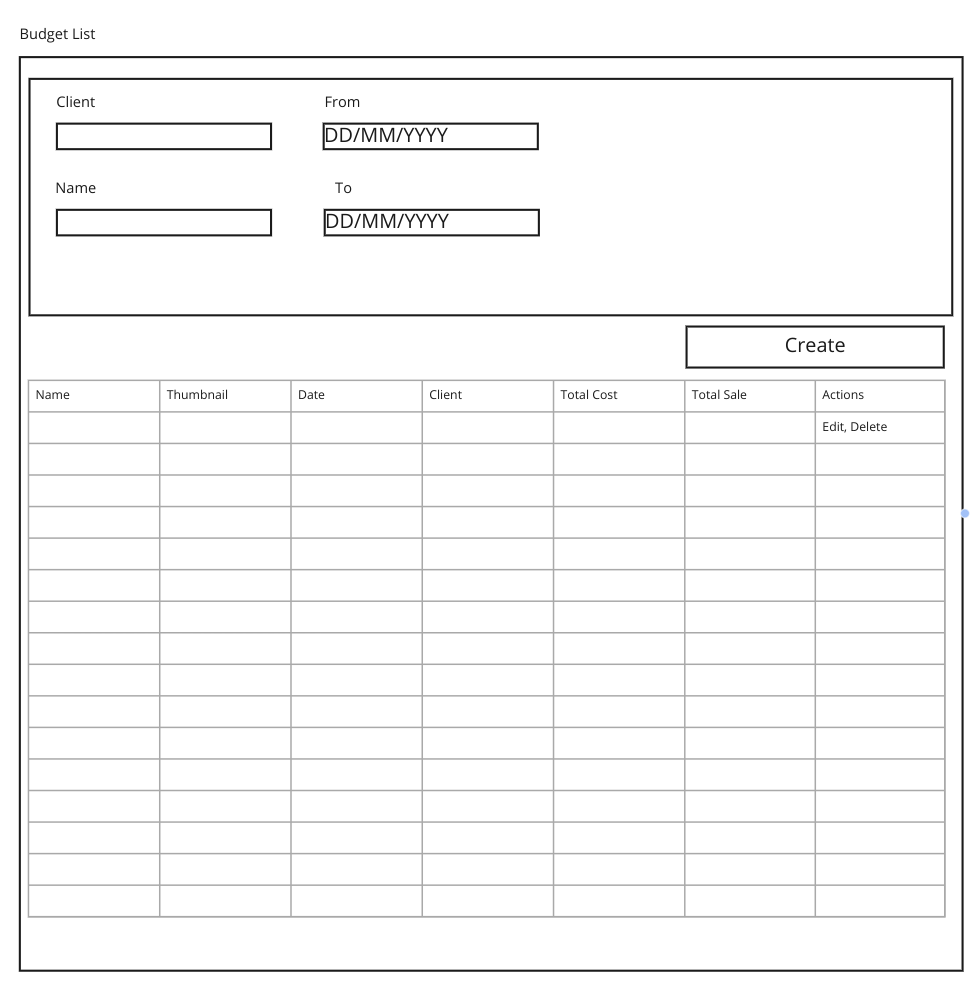 Budget List
Client From
DD/MM/YYYY
Name To
DD/MM/YYYY
Create
Name Thumbnail Date Client Total Cost Total Sale Actions
Edit, Delete